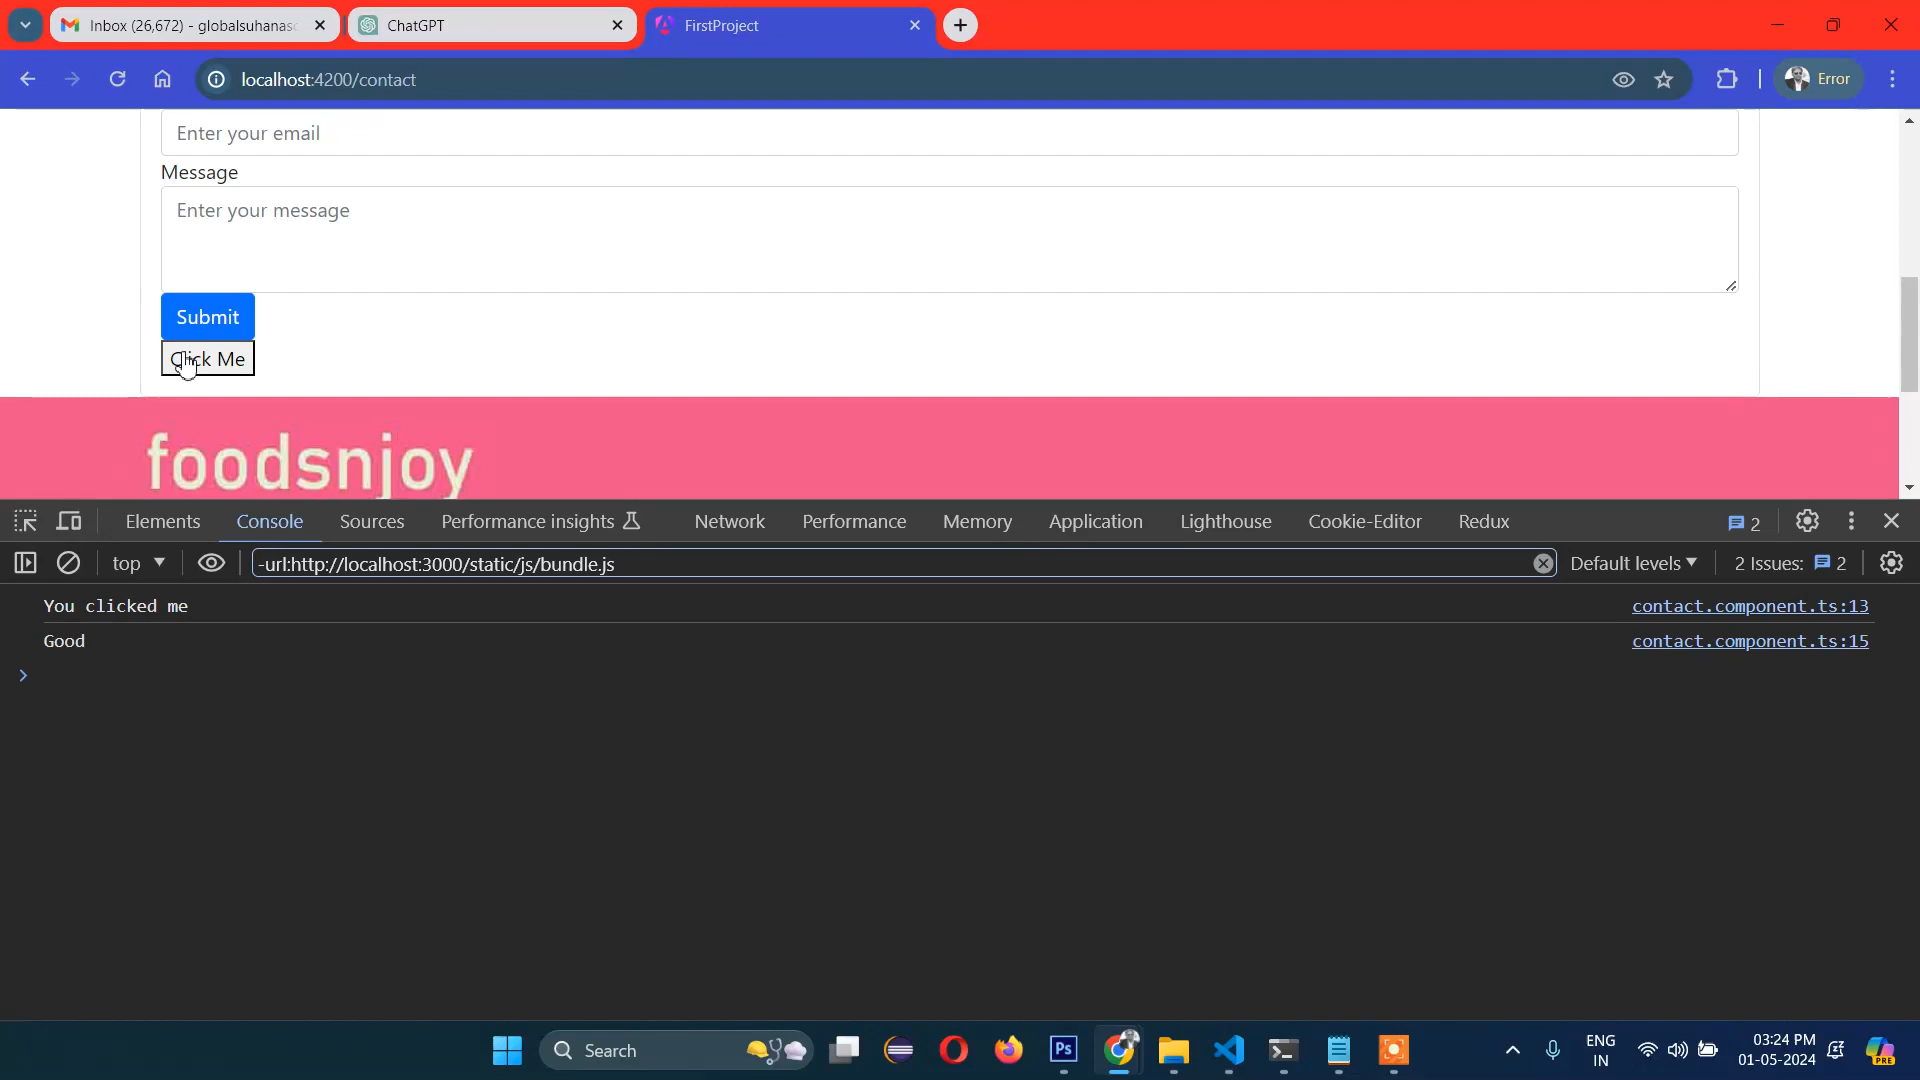 Inbox (26,672) - globalsuhanasc
ChatGPT
FirstProject
localhost:4200/contact
Error
Enter your email
Message
Enter your message
Submit
Click Me
foodsnjoy
Elements Console Sources Performance insights Network Performance Memory Application Lighthouse Cookie-Editor Redux 2
top -url:http://localhost:3000/static/js/bundle.js Default levels 2 Issues: 2
You clicked me contact.component.ts:13
Good contact.component.ts:15
Search
Ps
ENG
IN
03:24 PM
01-05-2024
PRE